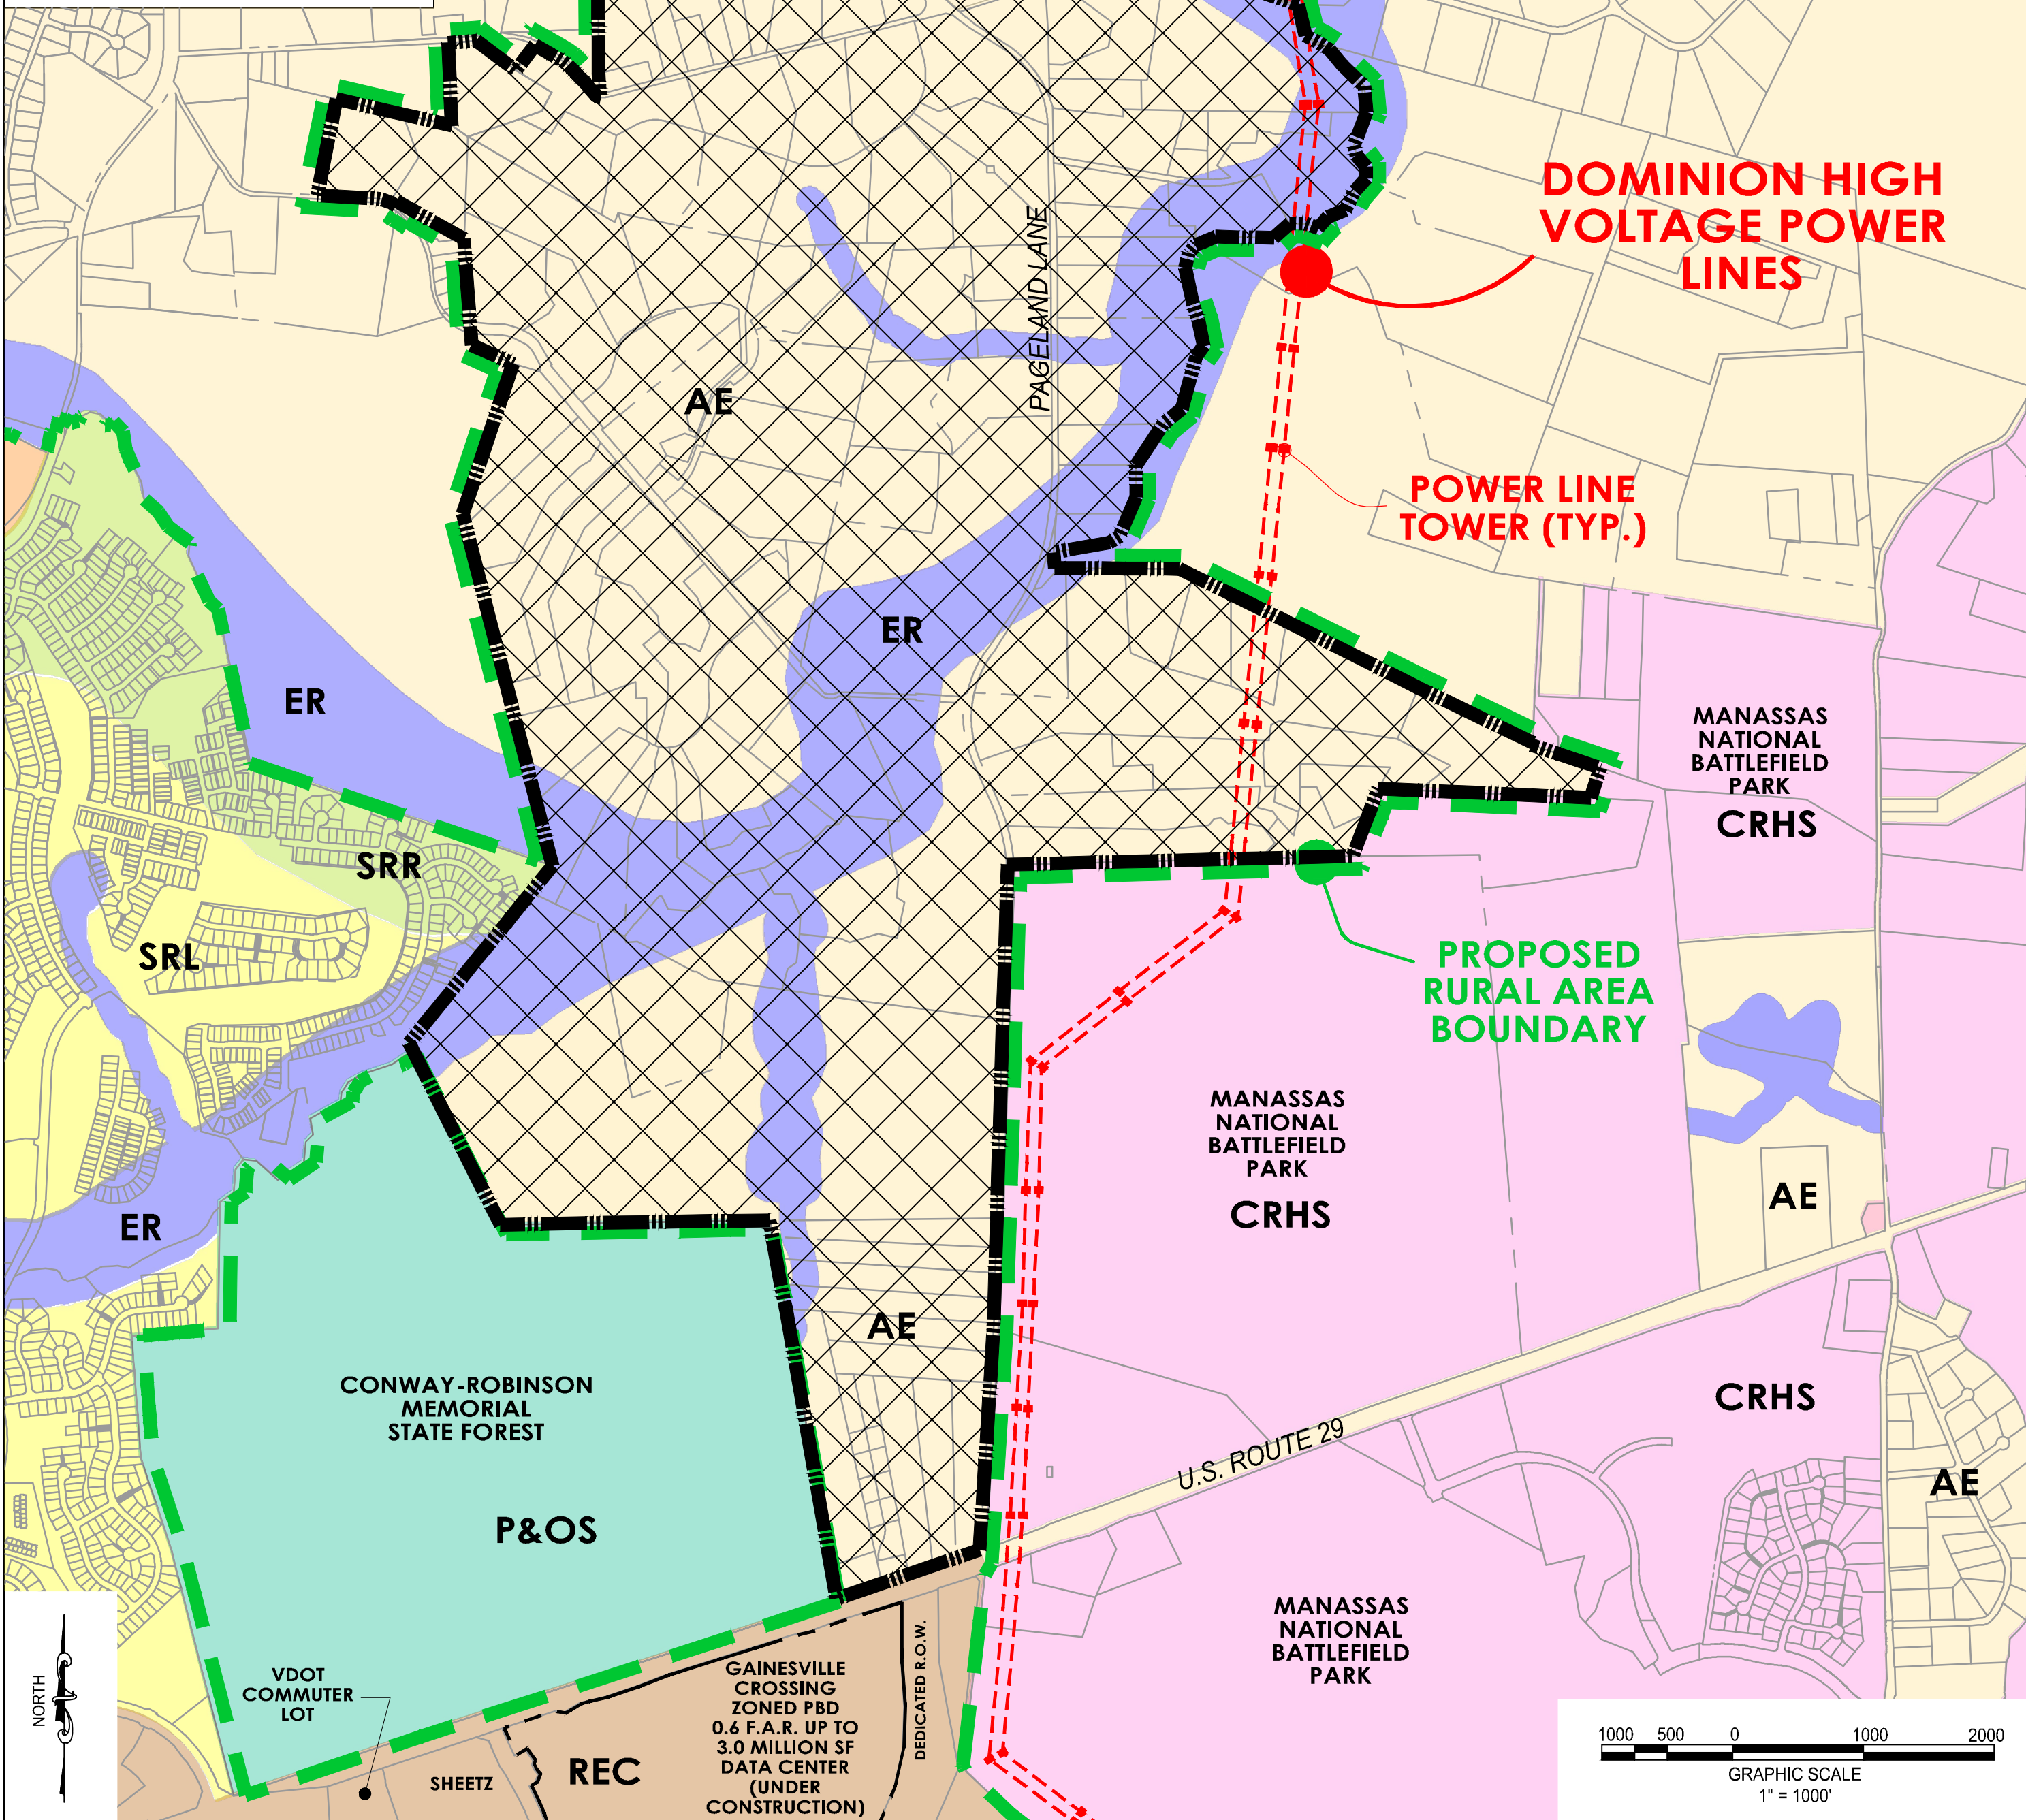 DOMINION HIGH
VOLTAGE POWER
LINES
PAGELAND LANE
AE
POWER LINE
TOWER (TYP.)
ER
ER
MANASSAS
NATIONAL
BATTLEFIELD
PARK
CRHS
SRR
SRL
PROPOSED
RURAL AREA
BOUNDARY
MANASSAS
NATIONAL
BATTLEFIELD
PARK
CRHS
AE
ER
AE
CONWAY-ROBINSON
MEMORIAL
STATE FOREST
P&OS
U.S. ROUTE 29
CRHS
AE
MANASSAS
NATIONAL
BATTLEFIELD
PARK
NORTH
VDOT
COMMUTER
LOT
SHEETZ
REC
GAINESVILLE
CROSSING
ZONED PBD
0.6 F.A.R. UP TO
3.0 MILLION SF
DATA CENTER
(UNDER
CONSTRUCTION)
DEDICATED R.O.W.
1000 500 0 1000 2000
GRAPHIC SCALE
1" = 1000'